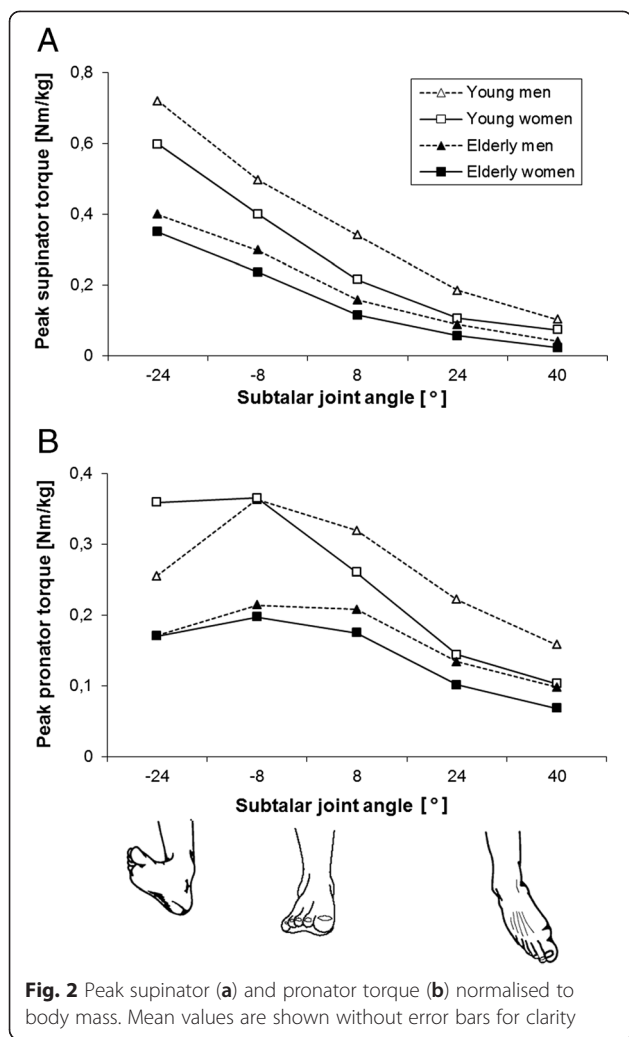 A
Peak supinator torque [Nm/kg]
0,8
0,6
0,4
0,2
0
Young men
Young women
Elderly men
Elderly women
-24 -8 8 24 40
Subtalar joint angle [°]
B
Peak pronator torque [Nm/kg]
0,4
0,3
0,2
0,1
0
-24 -8 8 24 40
Subtalar joint angle [°]
Fig. 2 Peak supinator (a) and pronator torque (b) normalised to
body mass. Mean values are shown without error bars for clarity